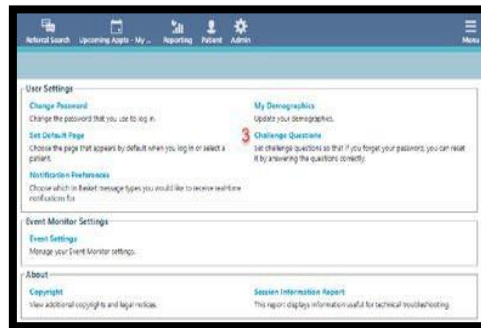 Referral Search Upcoming Appts - My ... Reporting Patient Admin Menu
User Settings
Change Password
Change the password that you use to log in.
Set Default Page
Choose the page that appears by default when you log in or select a
patient.
Notification Preferences
Choose which In Basket message types you would like to receive real-time
notifications for
My Demographics
Update your demographics.
3 Challenge Questions
Set challenge questions so that if you forget your password, you can reset
it by answering the questions correctly.
Event Monitor Settings
Event Settings
Manage your Event Monitor settings.
About
Copyright
View additional copyrights and legal notices.
Session Information Report
This report displays information useful for technical troubleshooting.